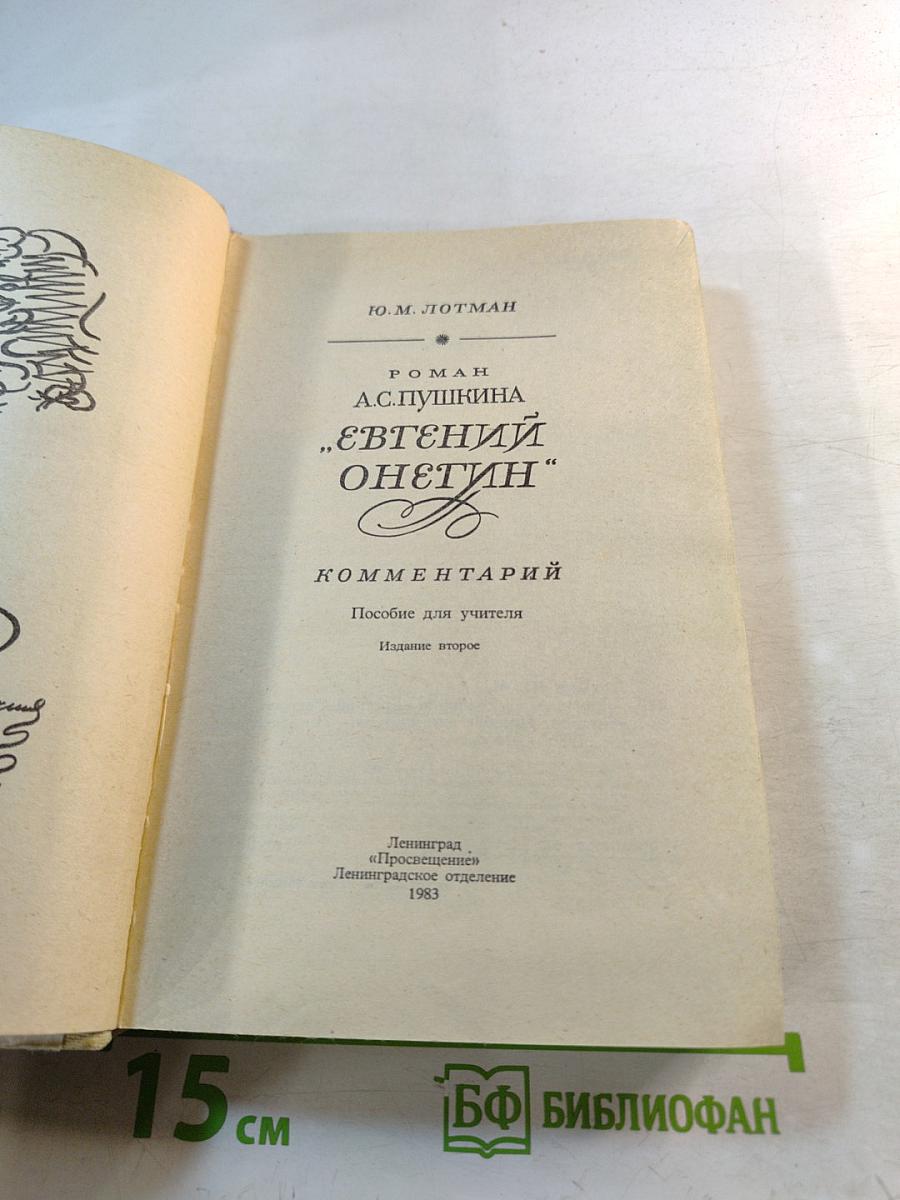 Ю. М. ЛОТМАН
РОМАН
А.С.ПУШКИНА
„ЕВГЕНИЙ
ОНЕГИН“
КОММЕНТАРИЙ
Пособие для учителя
Издание второе
Ленинград
«Просвещение»
Ленинградское отделение
1983
15 см
БФ БИБЛИОФАН